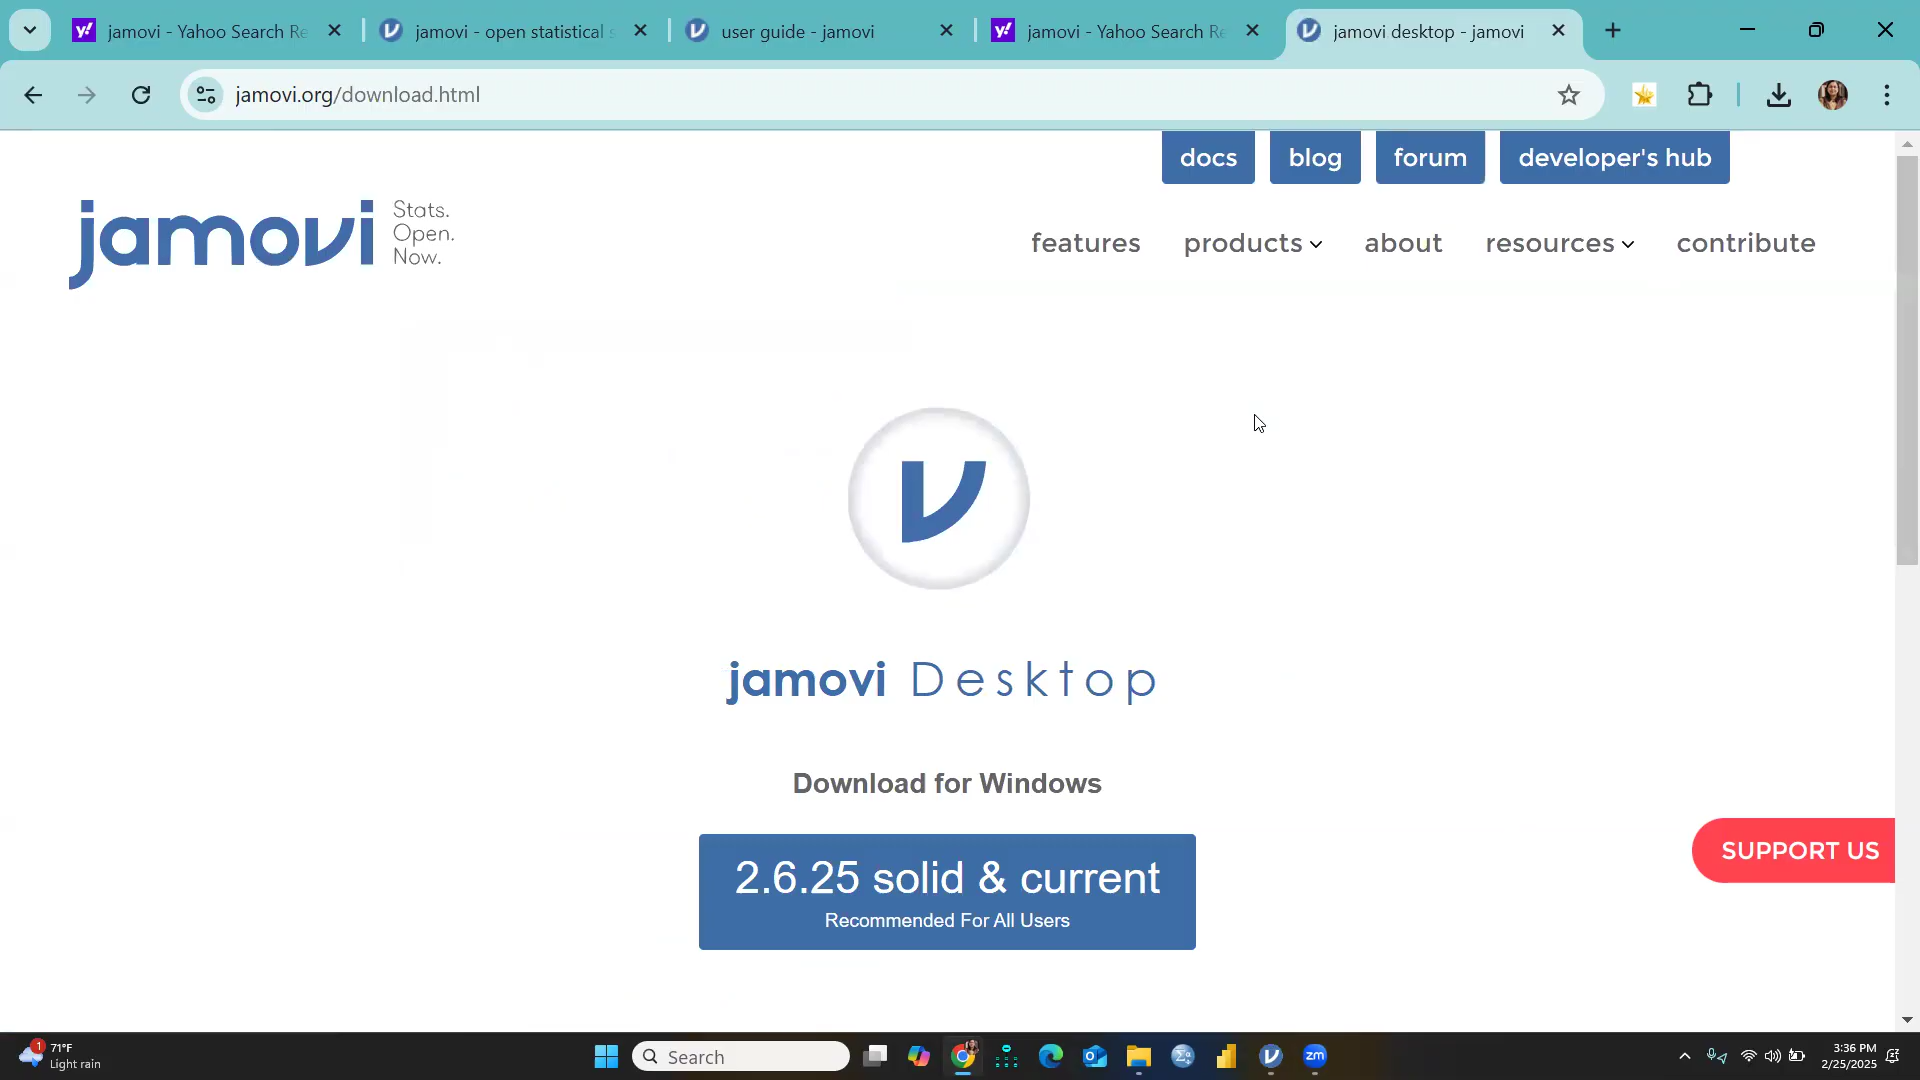 jamovi - Yahoo Search Re
jamovi - open statistical s
user guide - jamovi
jamovi - Yahoo Search Re
jamovi desktop - jamovi
jamovi.org/download.html
docs
blog
forum
developer's hub
jamovi
Stats.
Open.
Now.
features
products
about
resources
contribute
jamovi Desktop
Download for Windows
2.6.25 solid & current
Recommended For All Users
SUPPORT US
1
71°F
Light rain
Search
zm
3:36 PM
2/25/2025